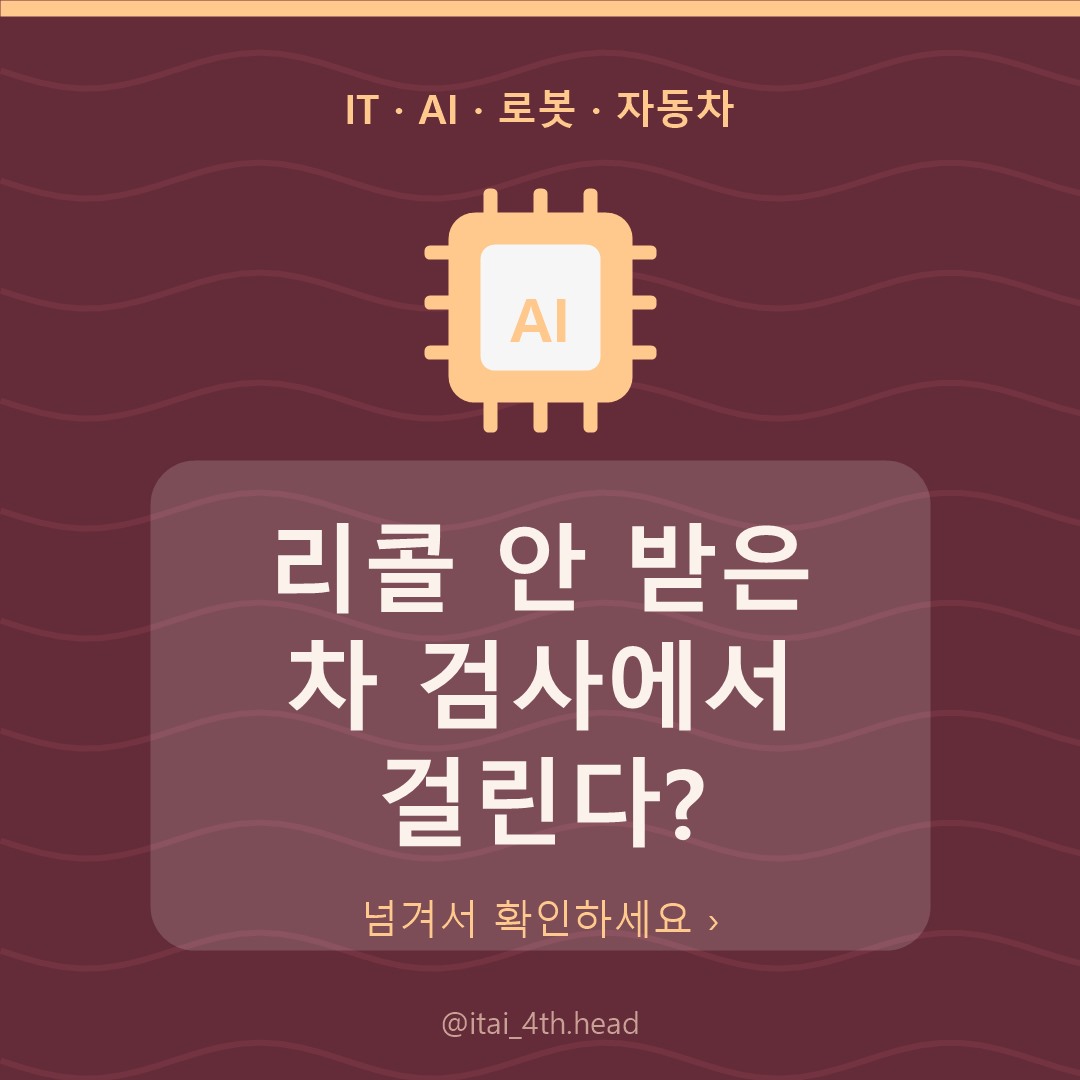 IT · AI · 로봇 · 자동차
AI
리콜 안 받은
차 검사에서
걸린다?
넘겨서 확인하세요 ›
@itai_4th.head